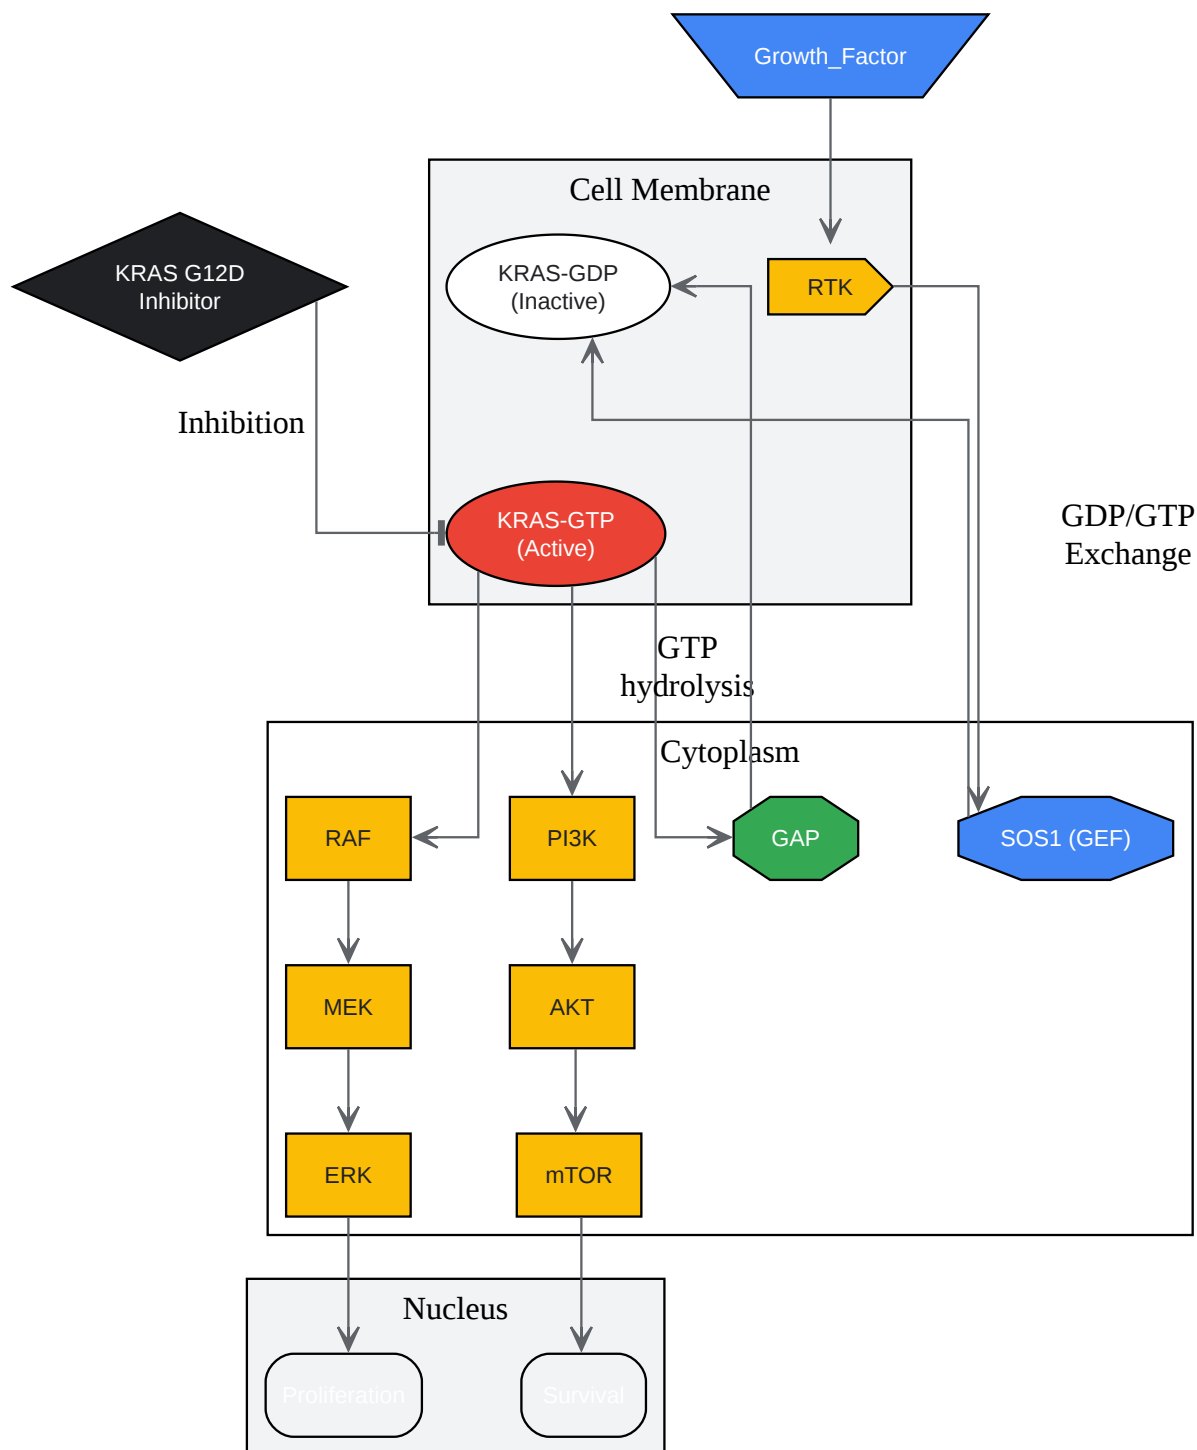 Growth_Factor
Cell Membrane
KRAS G12D
Inhibitor
KRAS-GDP
(Inactive)
RTK
Inhibition
KRAS-GTP
(Active)
GDP/GTP
Exchange
GTP
hydrolysis
Cytoplasm
RAF
PI3K
GAP
SOS1 (GEF)
MEK
AKT
ERK
mTOR
Nucleus
Proliferation
Survival